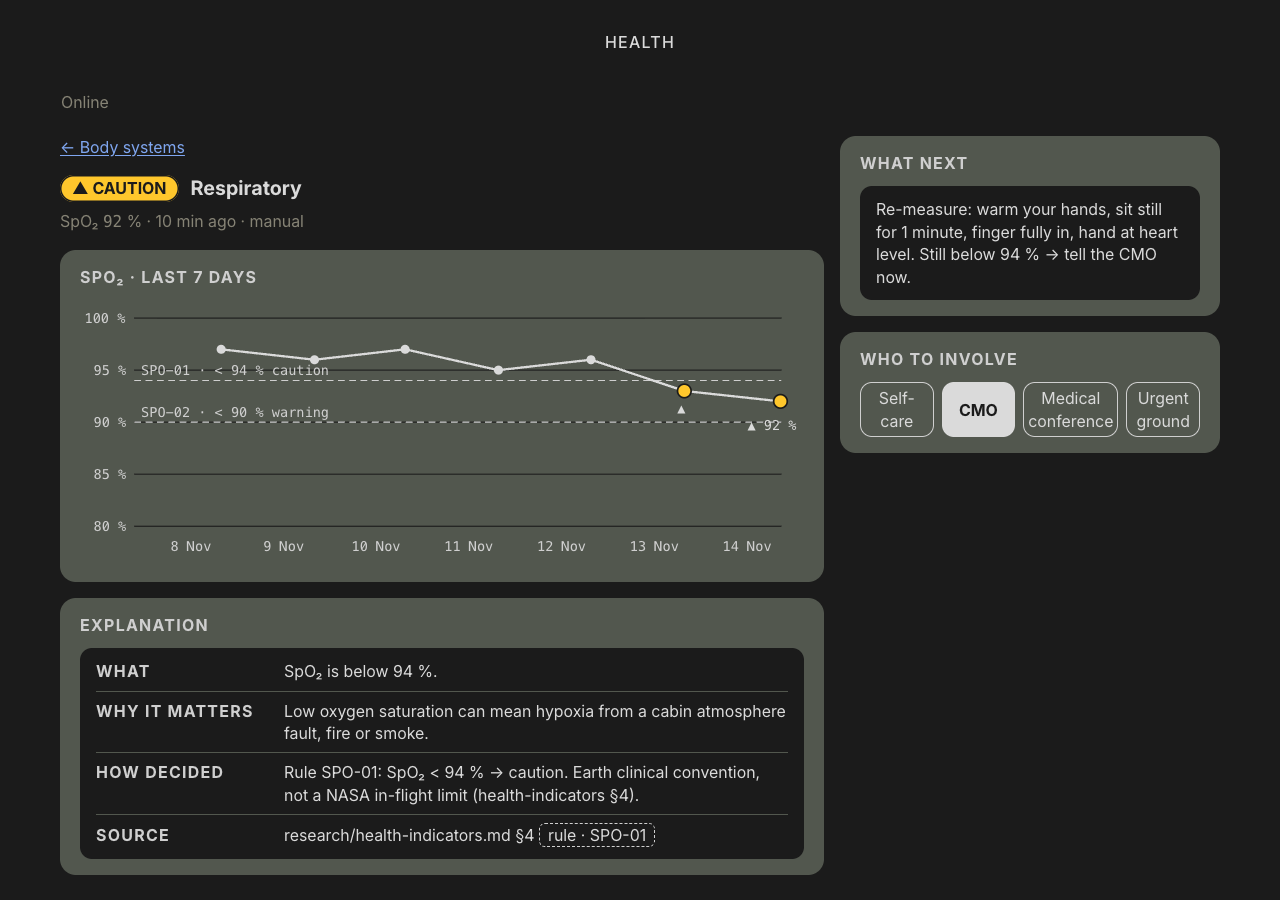 HEALTH
Online
← Body systems
▲ CAUTION Respiratory
SpO₂ 92 % · 10 min ago · manual
SPO₂ · LAST 7 DAYS
100 %
95 %
SPO-01 · < 94 % caution
SPO-02 · < 90 % warning
90 %
▲
▲ 92 %
85 %
80 %
8 Nov 9 Nov 10 Nov 11 Nov 12 Nov 13 Nov 14 Nov
EXPLANATION
WHAT SpO₂ is below 94 %.
WHY IT MATTERS Low oxygen saturation can mean hypoxia from a cabin atmosphere
fault, fire or smoke.
HOW DECIDED Rule SPO-01: SpO₂ < 94 % → caution. Earth clinical convention,
not a NASA in-flight limit (health-indicators §4).
SOURCE research/health-indicators.md §4 rule · SPO-01
WHAT NEXT
Re-measure: warm your hands, sit still
for 1 minute, finger fully in, hand at heart
level. Still below 94 % → tell the CMO
now.
WHO TO INVOLVE
Self-
care
CMO
Medical
conference
Urgent
ground